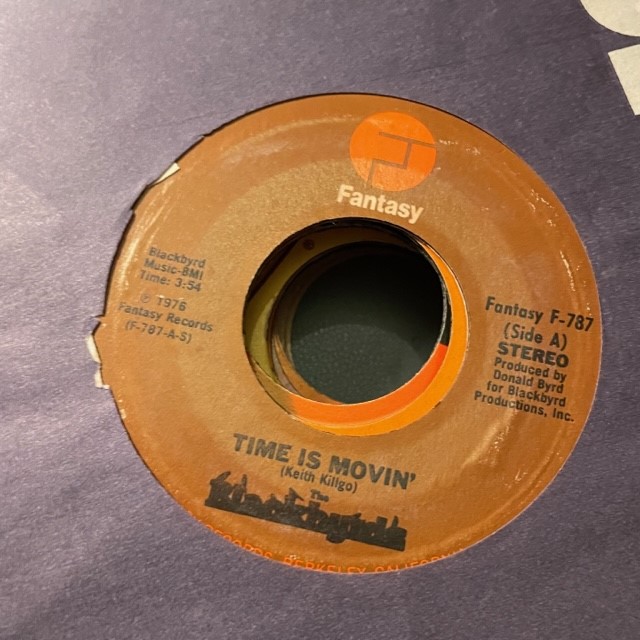 Fantasy
Blackbyrd
Music-BMI
Time: 3:54
℗ 1976
Fantasy Records
(F-787-A-S)
Fantasy F-787
(Side A)
STEREO
Produced by
Donald Byrd
for Blackbyrd
Productions, Inc.
TIME IS MOVIN'
(Keith Killgo)
The
Blackbyrds
BERKELEY